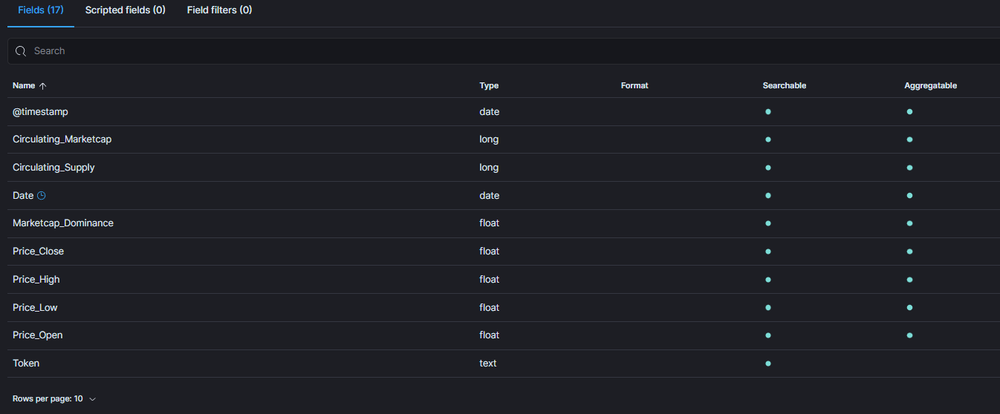 Fields (17) Scripted fields (0) Field filters (0)
Search
Name Type Format Searchable Aggregatable
@timestamp date
Circulating_Marketcap long
Circulating_Supply long
Date date
Marketcap_Dominance float
Price_Close float
Price_High float
Price_Low float
Price_Open float
Token text
Rows per page: 10